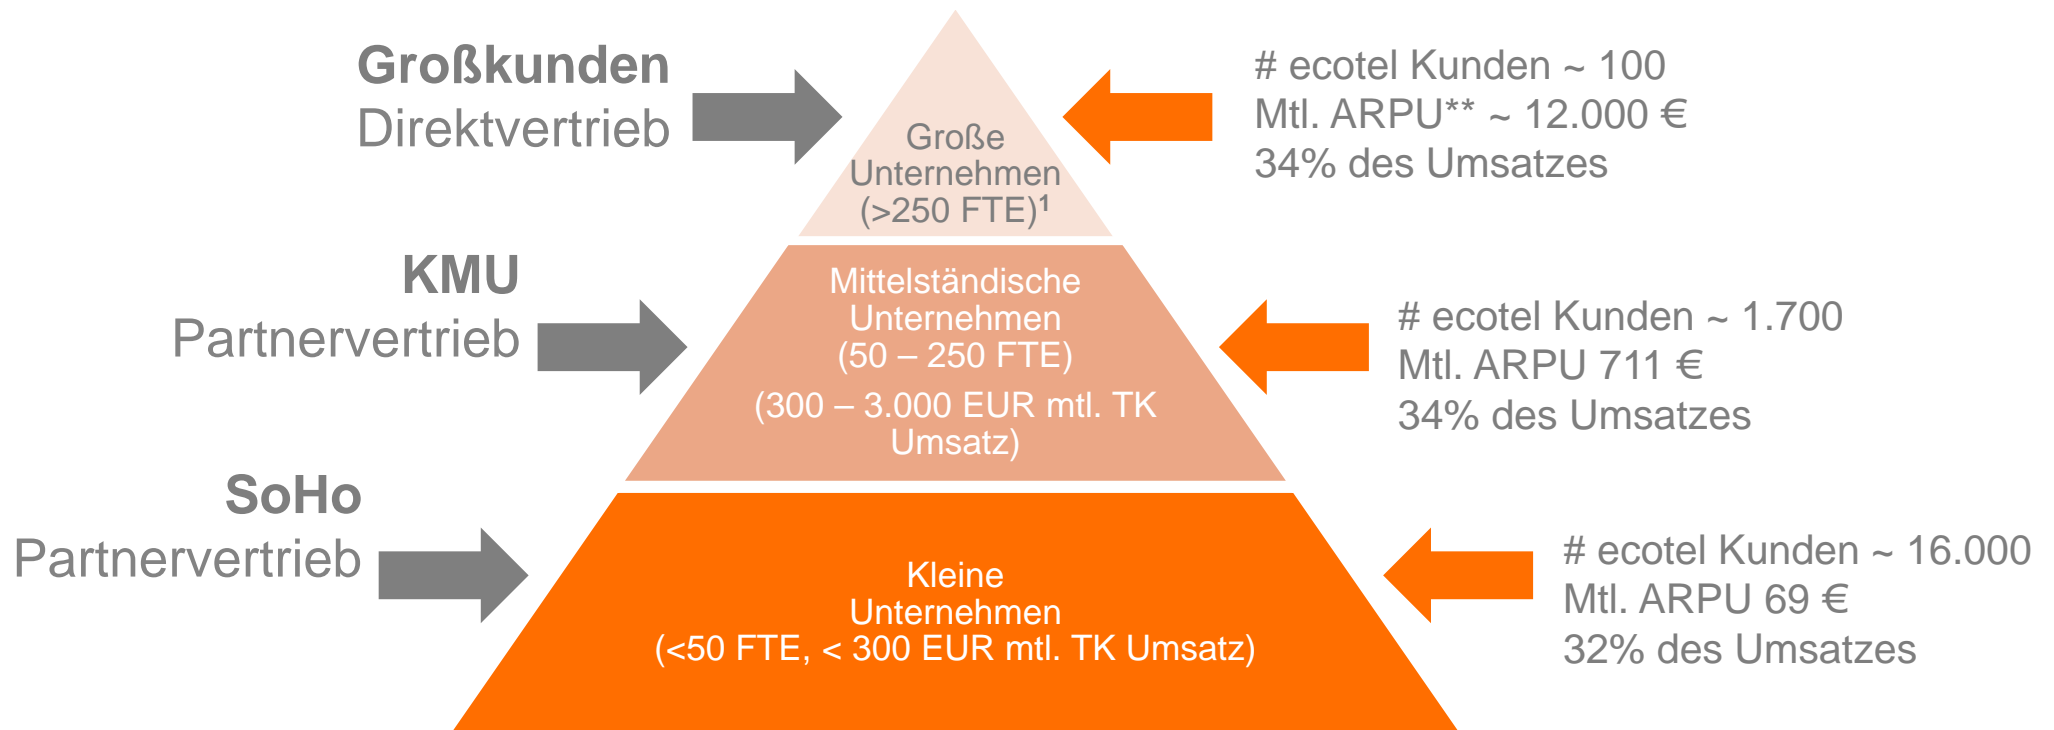 Großkunden
Direktvertrieb
Große
Unternehmen
(>250 FTE)¹
# ecotel Kunden ~ 100
Mtl. ARPU** ~ 12.000 €
34% des Umsatzes
KMU
Partnervertrieb
Mittelständische
Unternehmen
(50 – 250 FTE)
(300 – 3.000 EUR mtl. TK
Umsatz)
# ecotel Kunden ~ 1.700
Mtl. ARPU 711 €
34% des Umsatzes
SoHo
Partnervertrieb
Kleine
Unternehmen
(<50 FTE, < 300 EUR mtl. TK Umsatz)
# ecotel Kunden ~ 16.000
Mtl. ARPU 69 €
32% des Umsatzes